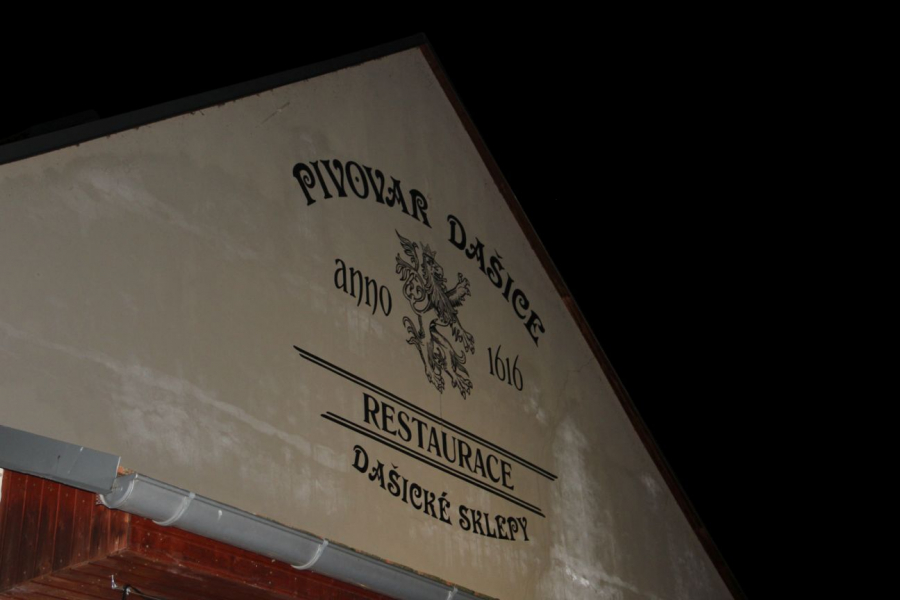 PIVOVAR DAŠICE
anno 1616
RESTAURACE
DAŠICKÉ SKLEPY